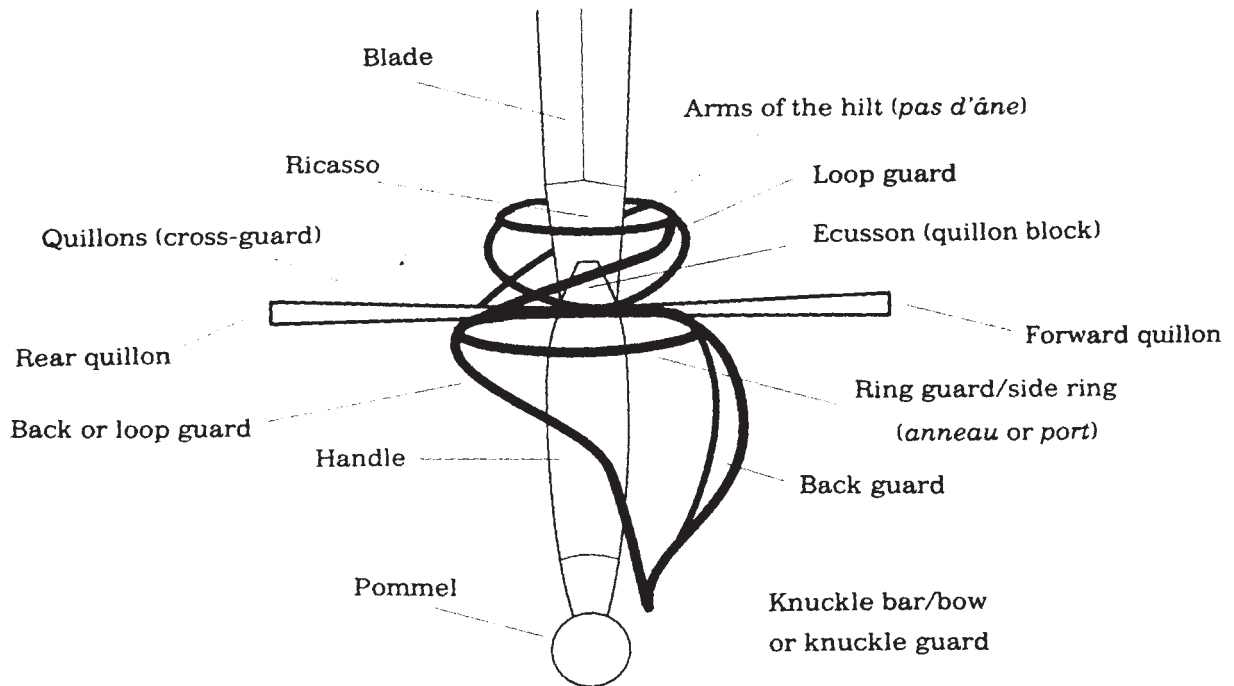 Blade
Arms of the hilt (pas d'âne)
Ricasso
Loop guard
Quillons (cross-guard)
Ecusson (quillon block)
Rear quillon
Forward quillon
Back or loop guard
Ring guard/side ring
(anneau or port)
Handle
Back guard
Pommel
Knuckle bar/bow
or knuckle guard